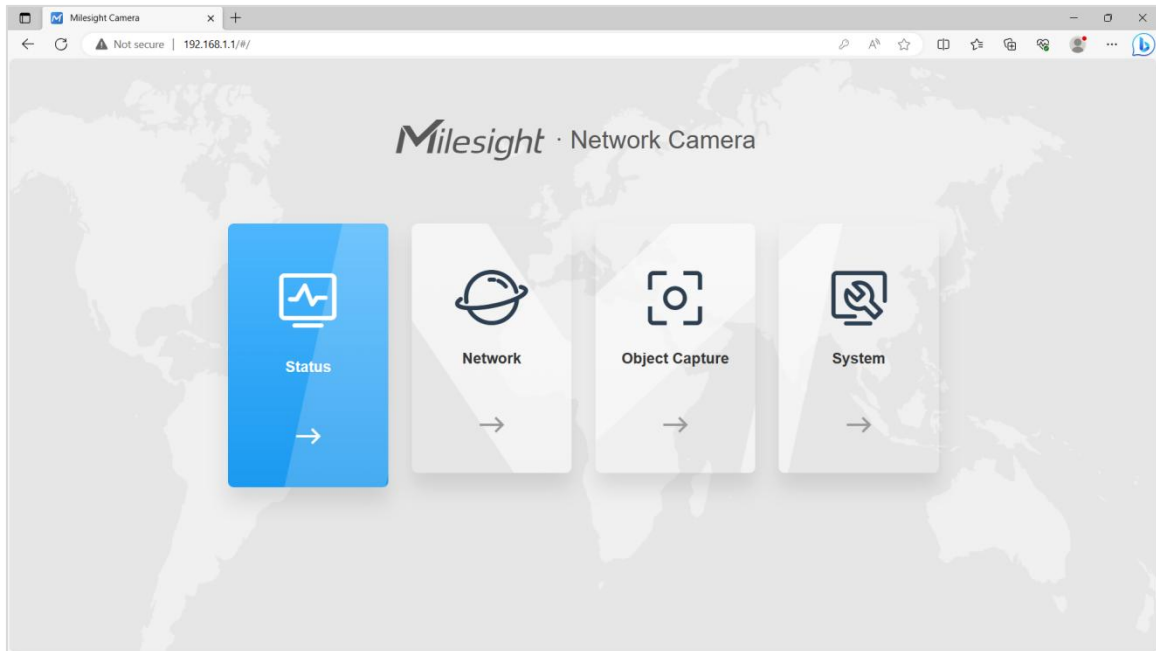 Milesight Camera
Not secure | 192.168.1.1/#/
Milesight · Network Camera
Status
Network
Object Capture
System